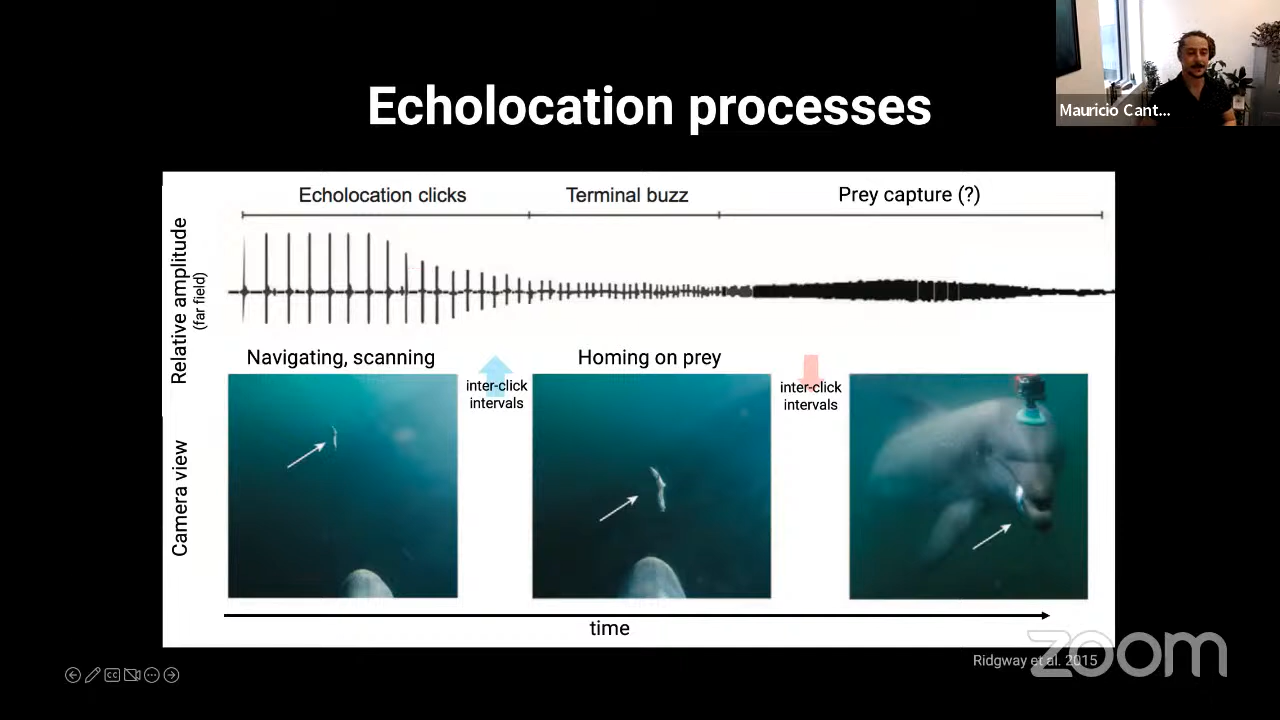 Echolocation processes
Mauricio Cant...
Echolocation clicks
Terminal buzz
Prey capture (?)
Relative amplitude
(far field)
Navigating, scanning
inter-click
intervals
Homing on prey
inter-click
intervals
Camera view
time
Ridgway et al. 2015
zoom
CC